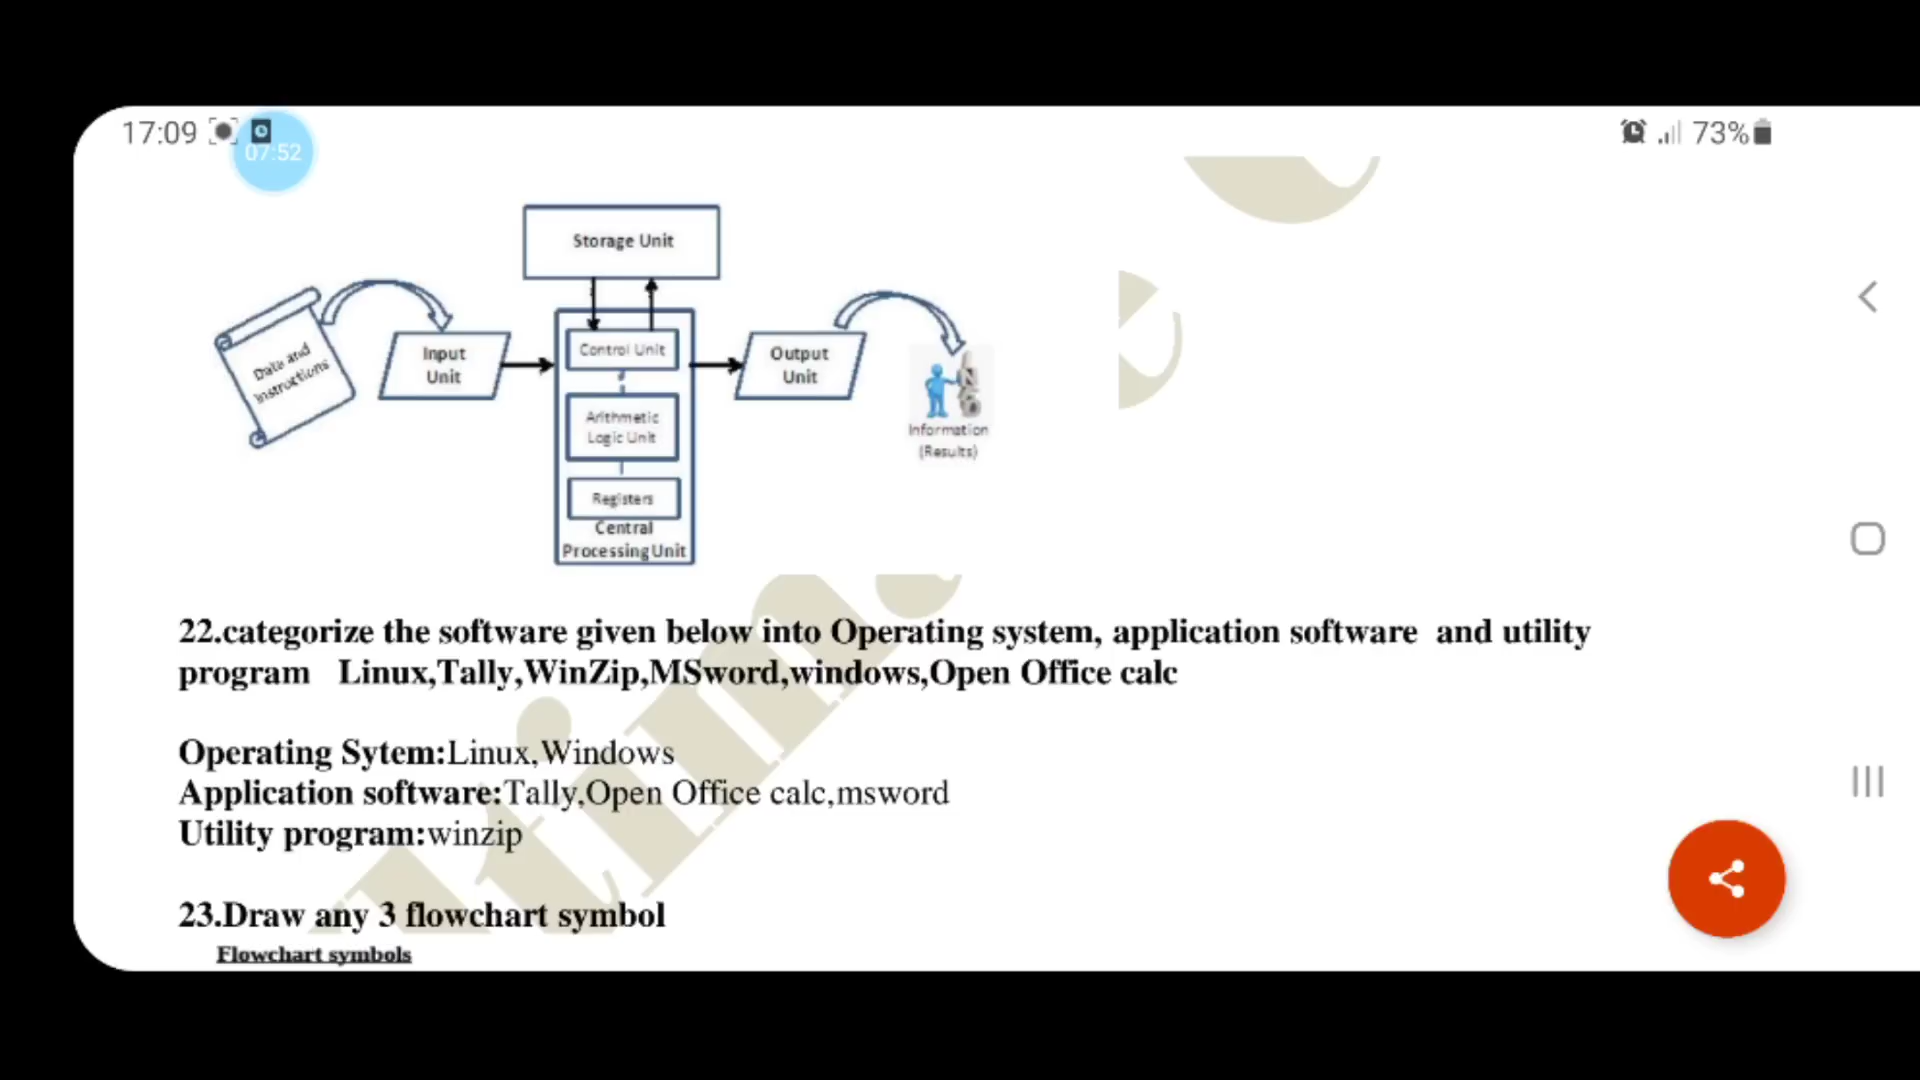 17:09
07:52
73%
Storage Unit
Data and
Instructions
Input
Unit
Control Unit
Output
Unit
Arithmetic
Logic Unit
Information
(Results)
Registers
Central
Processing Unit
22.categorize the software given below into Operating system, application software and utility
program Linux,Tally,WinZip,MSword,windows,Open Office calc
Operating Sytem:Linux,Windows
Application software:Tally,Open Office calc,msword
Utility program:winzip
23.Draw any 3 flowchart symbol
Flowchart symbols